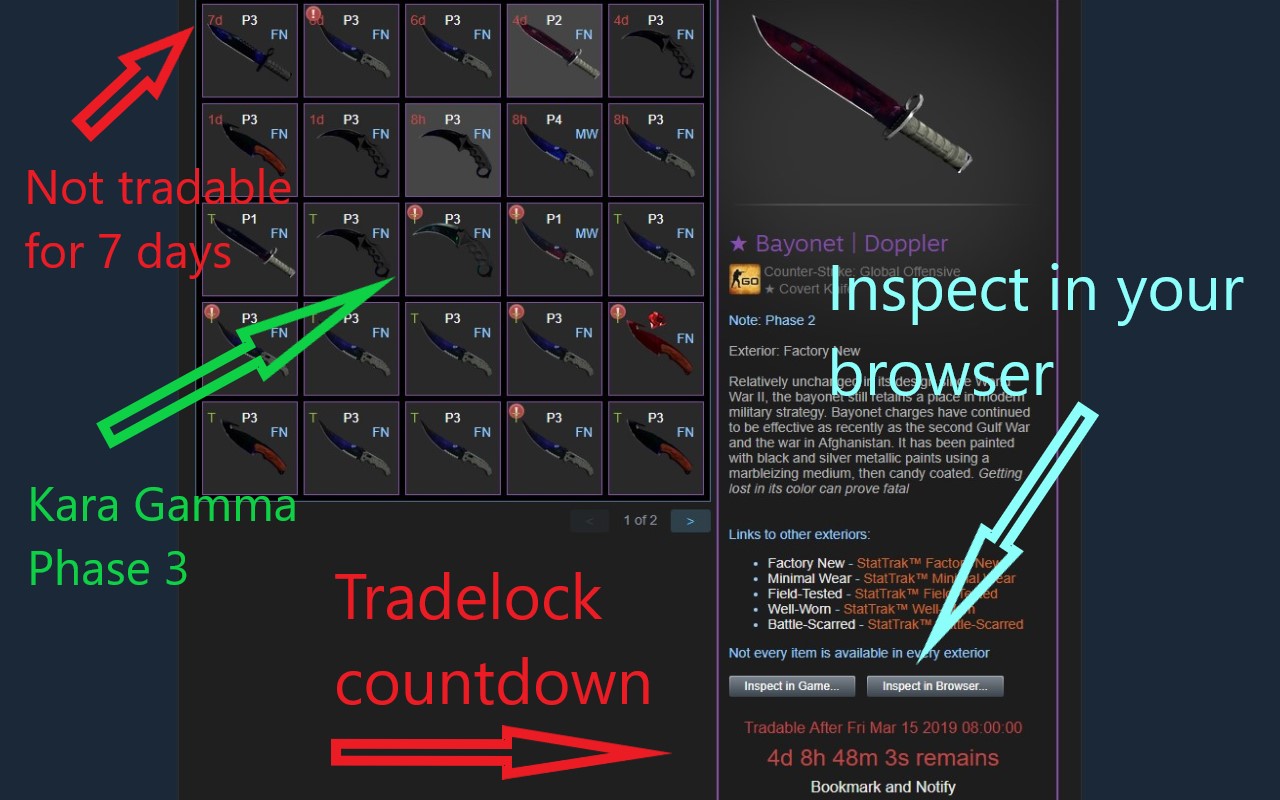 7d P3 FN
6d P3 FN
6d P3 FN
4d P2 FN
4d P3 FN
1d P3 FN
1d P3 FN
8h P3 FN
8h P4 MW
8h P3 FN
Not tradable
for 7 days
T P1 FN
T P3 FN
T P3 FN
T P1 MW
T P3 FN
T P3 FN
T P3 FN
T P3 FN
T P3 FN
T FN
T P3 FN
T P3 FN
T P3 FN
T P3 FN
T P3 FN
Kara Gamma
Phase 3
< 1 of 2 >
Tradelock
countdown
★ Bayonet | Doppler
GO
Counter-Strike: Global Offensive
★ Covert Knife
Inspect in your
browser
Note: Phase 2
Exterior: Factory New
Relatively unchanged in its design since World
War II, the bayonet still retains a place in modern
military strategy. Bayonet charges have continued
to be effective as recently as the second Gulf War
and the war in Afghanistan. It has been painted
with black and silver metallic paints using a
marbleizing medium, then candy coated. Getting
lost in its color can prove fatal
Links to other exteriors:
• Factory New - StatTrak™ Factory New
• Minimal Wear - StatTrak™ Minimal Wear
• Field-Tested - StatTrak™ Field-Tested
• Well-Worn - StatTrak™ Well-Worn
• Battle-Scarred - StatTrak™ Battle-Scarred
Not every item is available in every exterior
Inspect in Game... Inspect in Browser...
Tradable After Fri Mar 15 2019 08:00:00
4d 8h 48m 3s remains
Bookmark and Notify